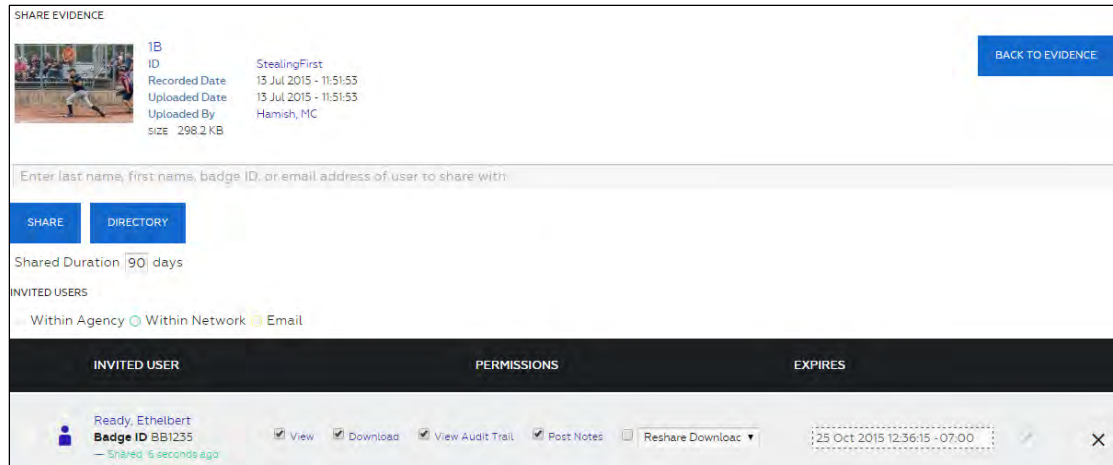 SHARE EVIDENCE
1B
ID StealingFirst
Recorded Date 13 Jul 2015 - 11:51:53
Uploaded Date 13 Jul 2015 - 11:51:53
Uploaded By Hamish, MC
SIZE 298.2 KB
BACK TO EVIDENCE
Enter last name, first name, badge ID, or email address of user to share with
SHARE DIRECTORY
Shared Duration 90 days
INVITED USERS
Within Agency Within Network Email
INVITED USER PERMISSIONS EXPIRES
Ready, Ethelbert
Badge ID BB1235
— Shared 6 seconds ago
View Download View Audit Trail Post Notes Reshare Downloac 25 Oct 2015 12:36:15 -07:00